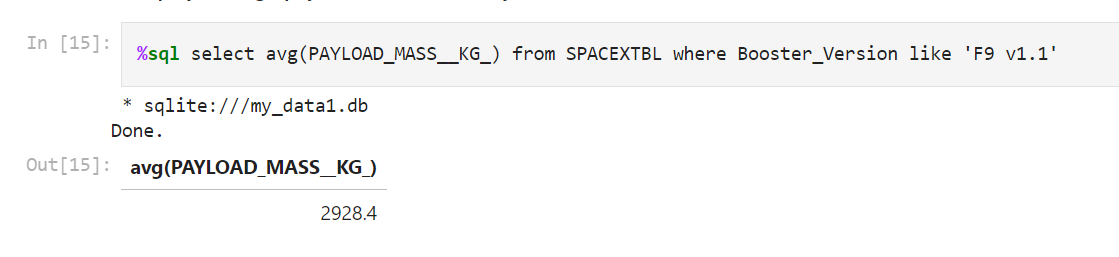 In [15]: %sql select avg(PAYLOAD_MASS__KG_) from SPACEXTBL where Booster_Version like 'F9 v1.1'
* sqlite:///my_data1.db
Done.
Out[15]: avg(PAYLOAD_MASS__KG_)
2928.4